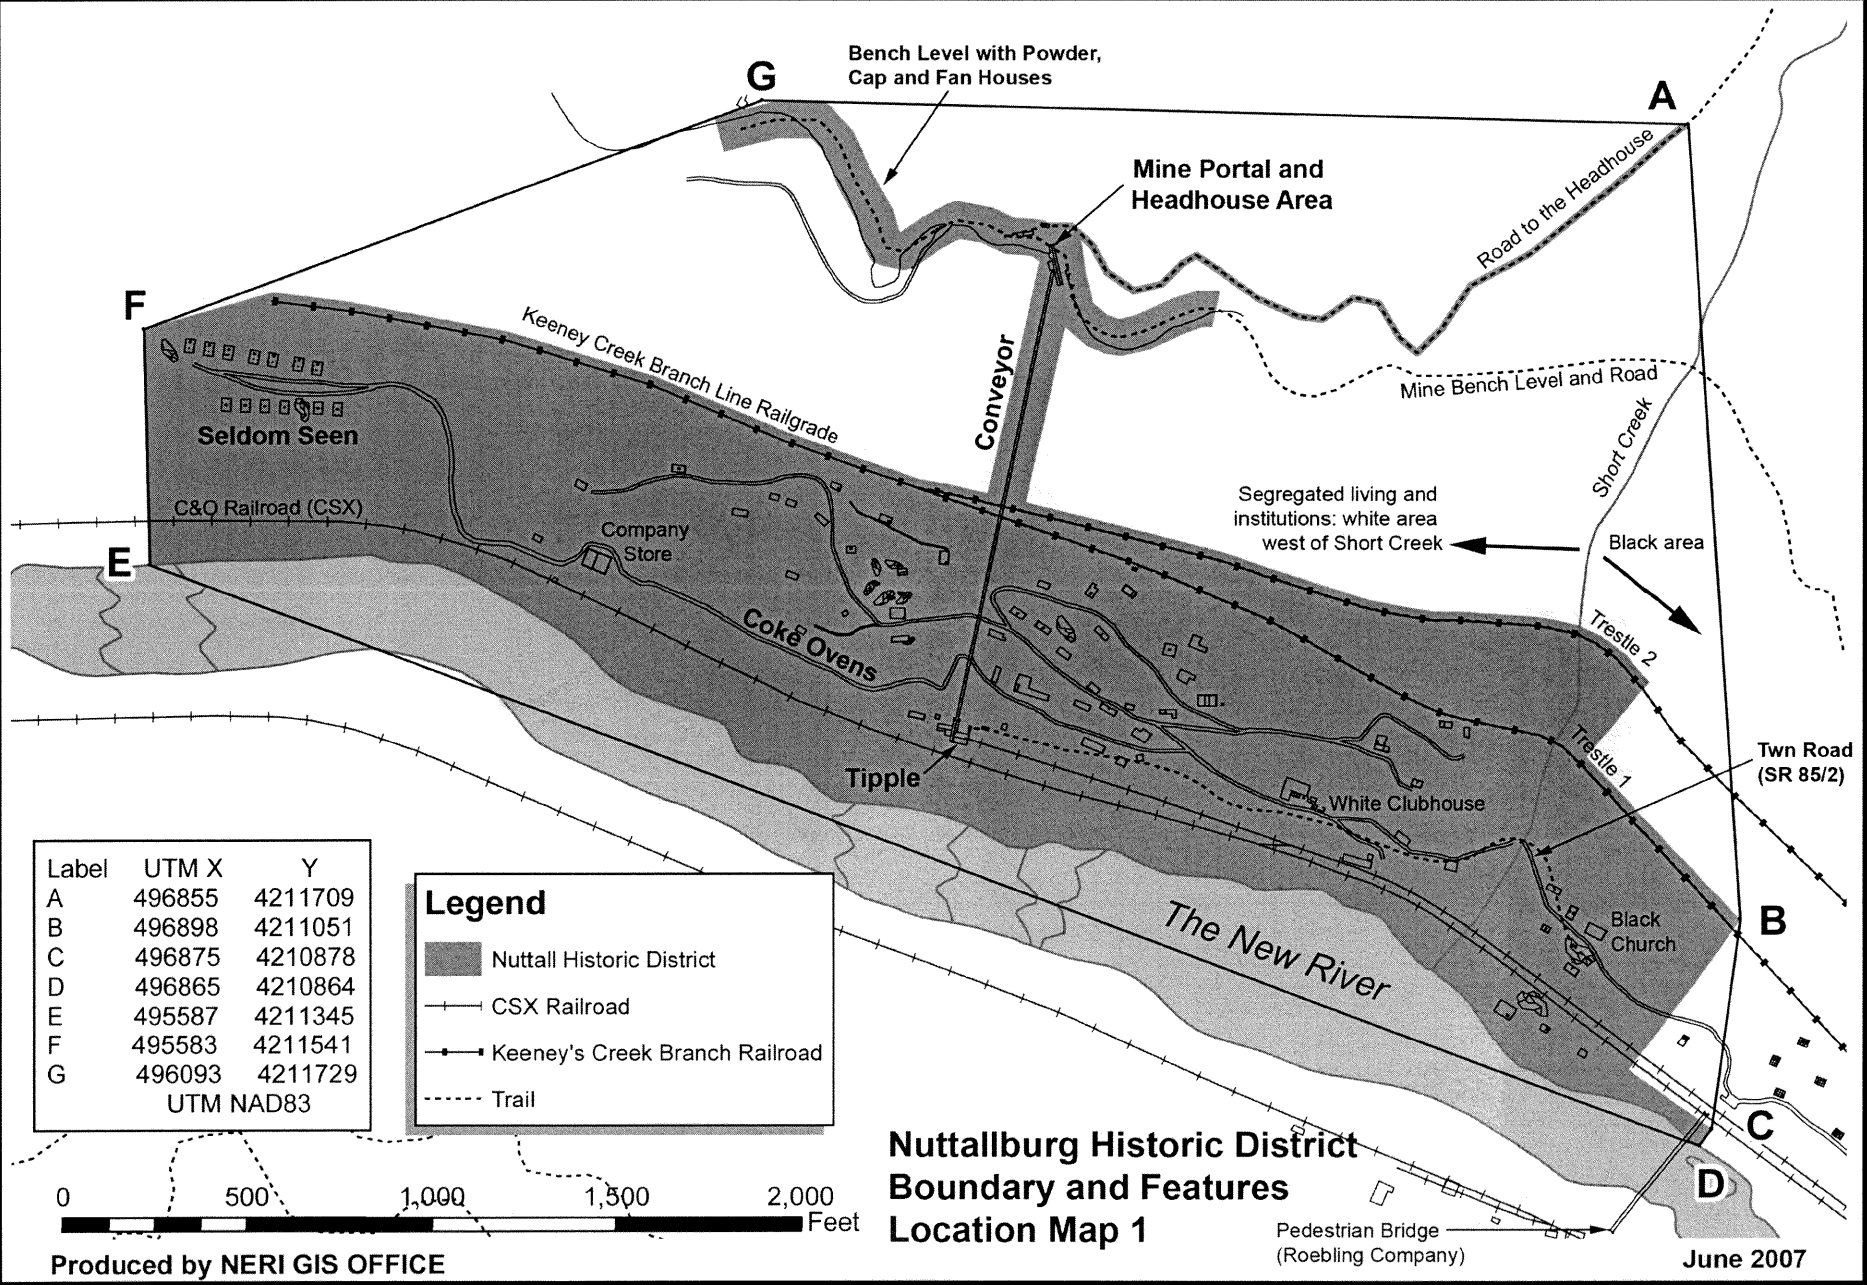 G
Bench Level with Powder,
Cap and Fan Houses
A
Mine Portal and
Headhouse Area
Road to the Headhouse
F
Keeney Creek Branch Line Railgrade
Conveyor
Mine Bench Level and Road
Short Creek
Seldom Seen
C&O Railroad (CSX)
Company
Store
Segregated living and
institutions: white area
west of Short Creek
Black area
E
Coke Ovens
Trestle 2
Trestle 1
Twn Road
(SR 85/2)
Tipple
White Clubhouse
Black
Church
B
The New River
Label UTM X Y
A 496855 4211709
B 496898 4211051
C 496875 4210878
D 496865 4210864
E 495587 4211345
F 495583 4211541
G 496093 4211729
UTM NAD83
Legend
Nuttall Historic District
CSX Railroad
Keeney's Creek Branch Railroad
Trail
C
D
Nuttallburg Historic District
Boundary and Features
Location Map 1
0 500 1,000 1,500 2,000
Feet
Pedestrian Bridge
(Roebling Company)
Produced by NERI GIS OFFICE
June 2007